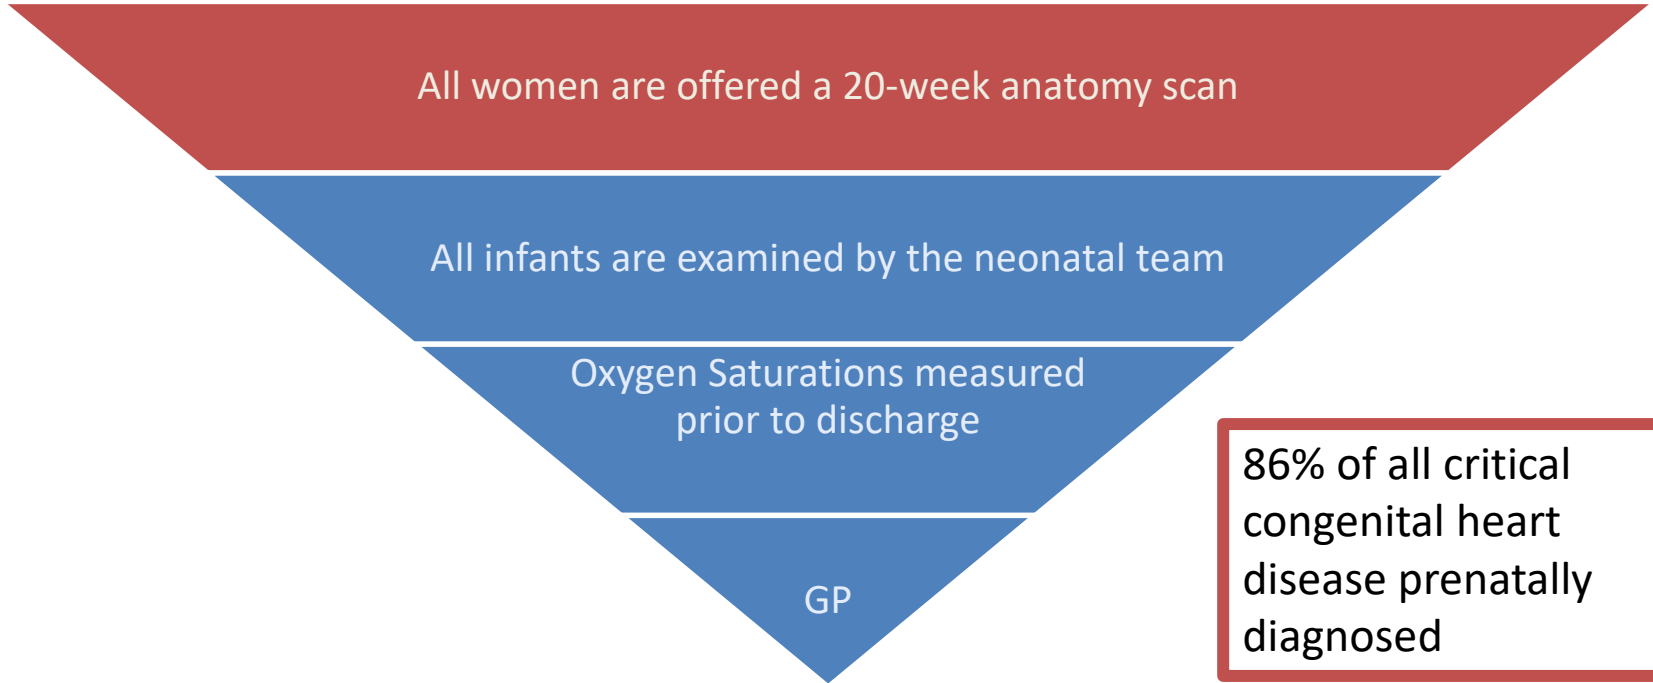 All women are offered a 20-week anatomy scan
All infants are examined by the neonatal team
Oxygen Saturations measured
prior to discharge
GP
86% of all critical
congenital heart
disease prenatally
diagnosed